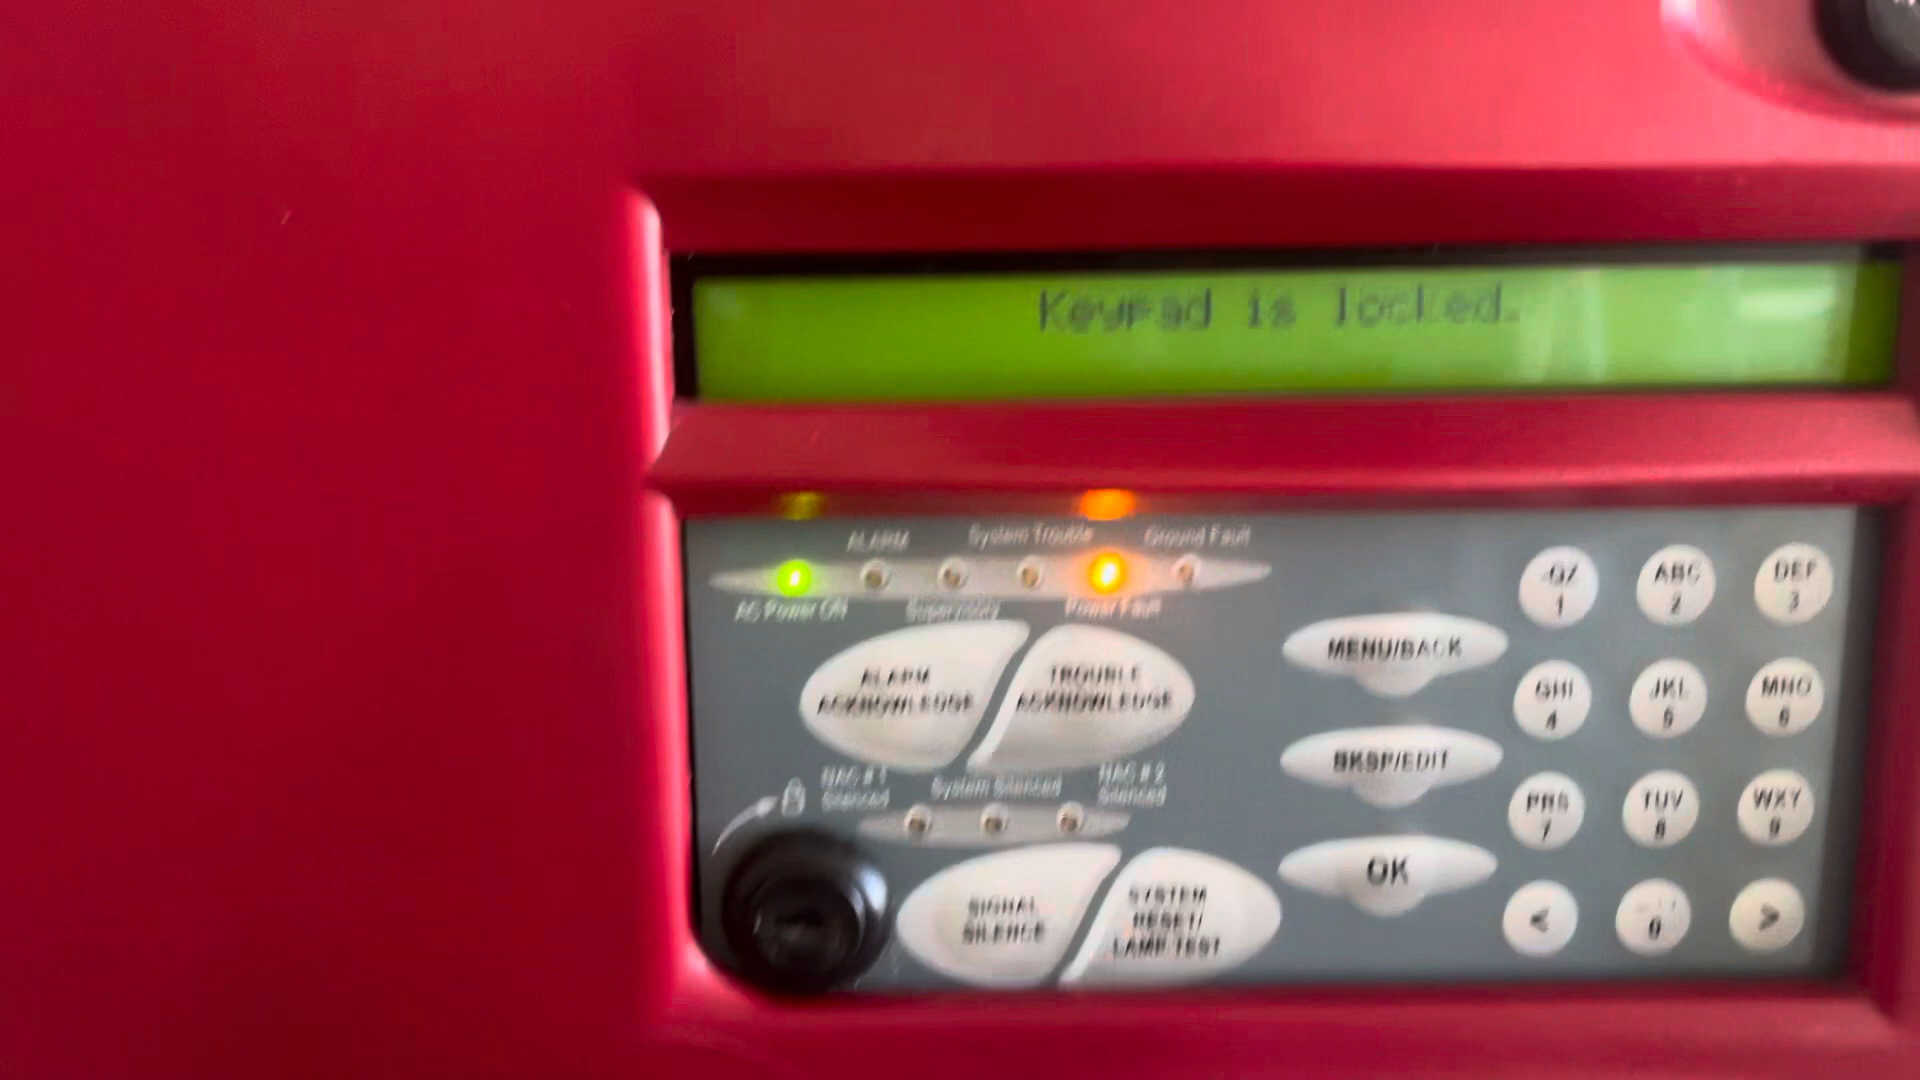 Keypad is locked.
ALARM
System Trouble
Ground Fault
AC Power ON
Supervisory
Power Fault
ALARM
ACKNOWLEDGE
TROUBLE
ACKNOWLEDGE
NAC # 1
Silenced
System Silenced
NAC # 2
Silenced
SIGNAL
SILENCE
SYSTEM
RESET/
LAMP TEST
MENU/BACK
BKSP/EDIT
OK
1
ABC
2
DEF
3
GHI
4
JKL
5
MNO
6
PRS
7
TUV
8
WXY
9
<
0
>